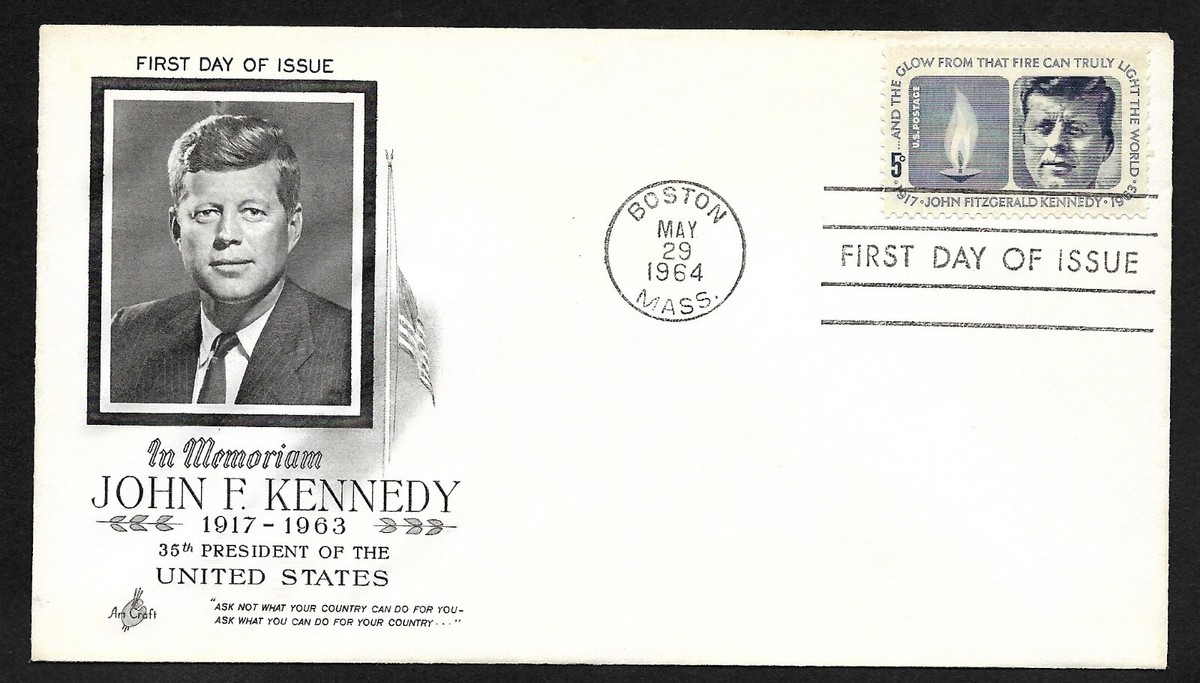 FIRST DAY OF ISSUE
In Memoriam
JOHN F. KENNEDY
1917-1963
35th PRESIDENT OF THE
UNITED STATES
Art Craft
"ASK NOT WHAT YOUR COUNTRY CAN DO FOR YOU-
ASK WHAT YOU CAN DO FOR YOUR COUNTRY---"
BOSTON
MAY
29
1964
MASS.
...AND THE GLOW FROM THAT FIRE CAN TRULY LIGHT THE WORLD
U.S. POSTAGE
5c
1917·JOHN FITZGERALD KENNEDY·1963
FIRST DAY OF ISSUE